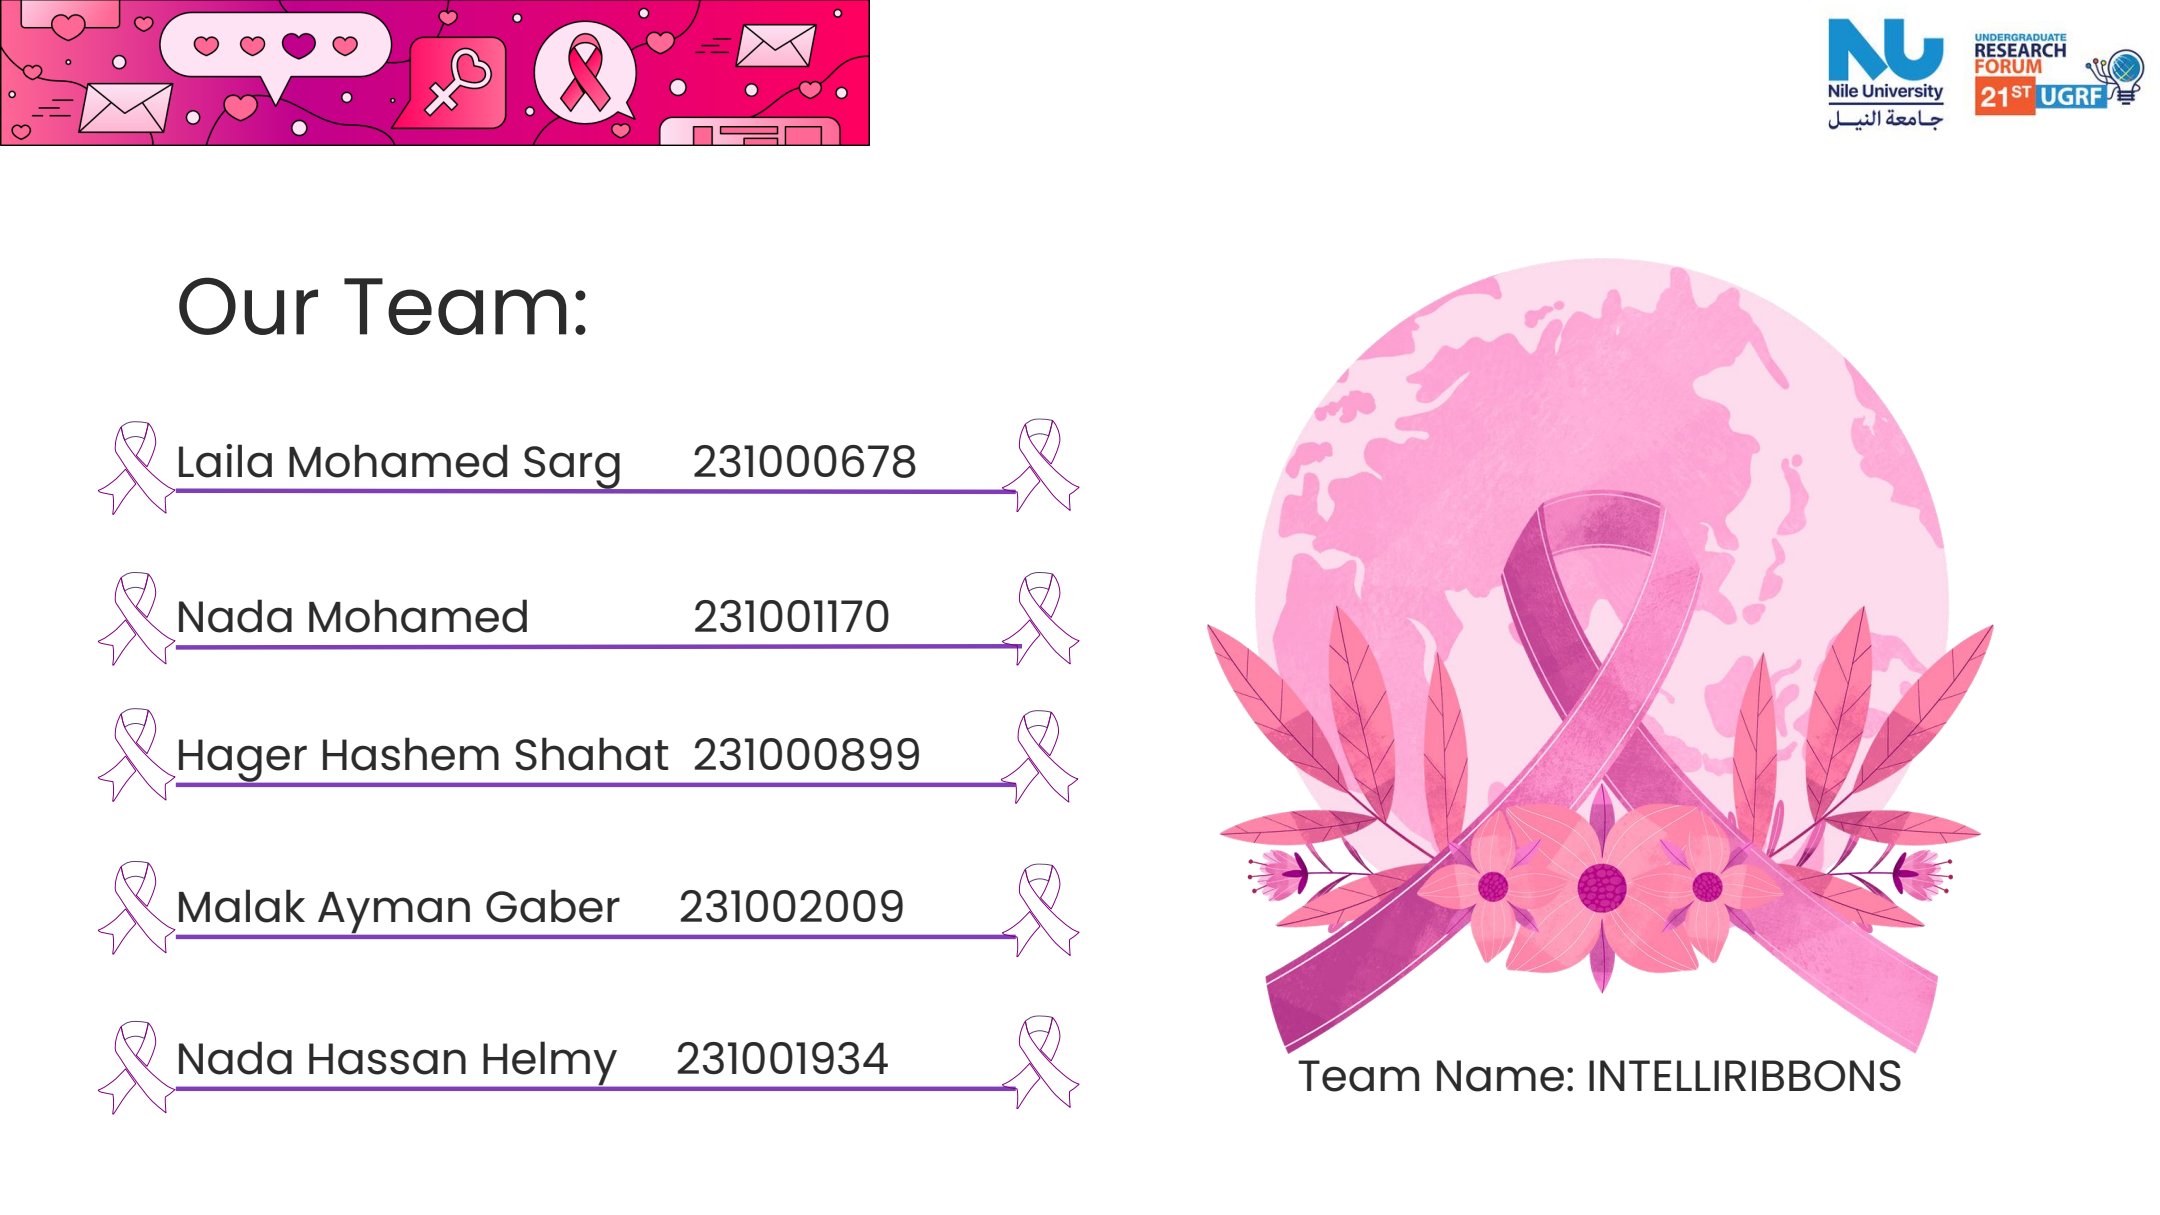 Nile University
جامعة النيل
UNDERGRADUATE
RESEARCH
FORUM
21ST UGRF
Our Team:
Laila Mohamed Sarg 231000678
Nada Mohamed 231001170
Hager Hashem Shahat 231000899
Malak Ayman Gaber 231002009
Nada Hassan Helmy 231001934
Team Name: INTELLIRIBBONS